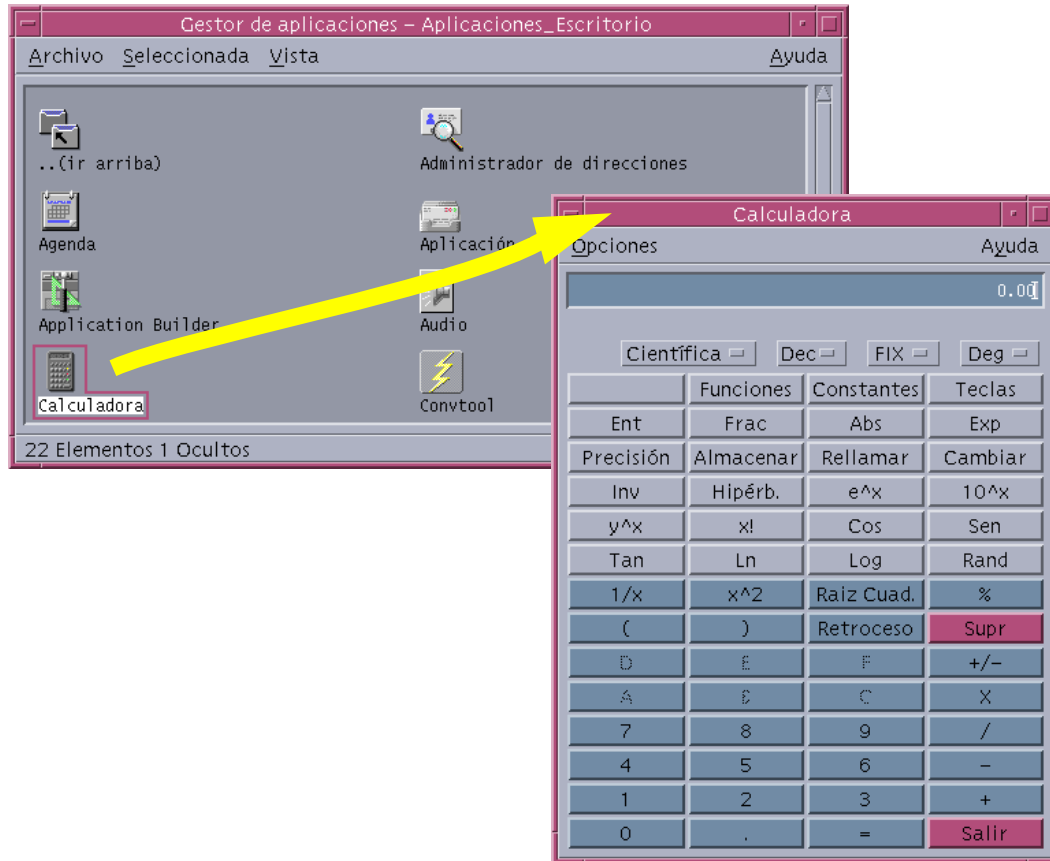 Gestor de aplicaciones – Aplicaciones_Escritorio
Archivo Seleccionada Vista Ayuda
..(ir arriba)
Administrador de direcciones
Agenda
Aplicación
Application Builder
Audio
Calculadora
Convtool
22 Elementos 1 Ocultos
Calculadora
Opciones Ayuda
0.00
Científica Dec FIX Deg
Funciones Constantes Teclas
Ent Frac Abs Exp
Precisión Almacenar Rellamar Cambiar
Inv Hipérb. e^x 10^x
y^x x! Cos Sen
Tan Ln Log Rand
1/x x^2 Raiz Cuad. %
( ) Retroceso Supr
D E F +/−
A B C X
7 8 9 /
4 5 6 −
1 2 3 +
0 . = Salir